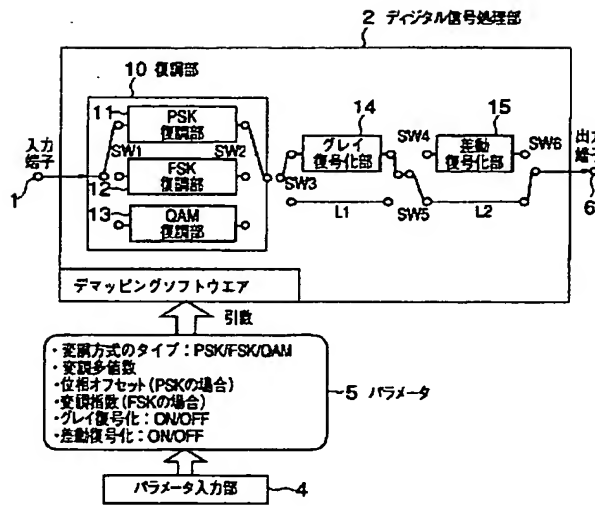 2 ディジタル信号処理部
10 復調部
11
PSK
復調部
入力
端子
1
SW1
SW2
12
FSK
復調部
13
QAM
復調部
14
グレイ
復号化部
SW3
L1
SW4
15
差動
復号化部
SW5
L2
SW6
出力
端子
6
デマッピングソフトウエア
引数
・変調方式のタイプ：PSK/FSK/QAM
・変調多値数
・位相オフセット(PSKの場合)
・変調指数(FSKの場合)
・グレイ復号化：ON/OFF
・差動復号化：ON/OFF
5 パラメータ
パラメータ入力部
4